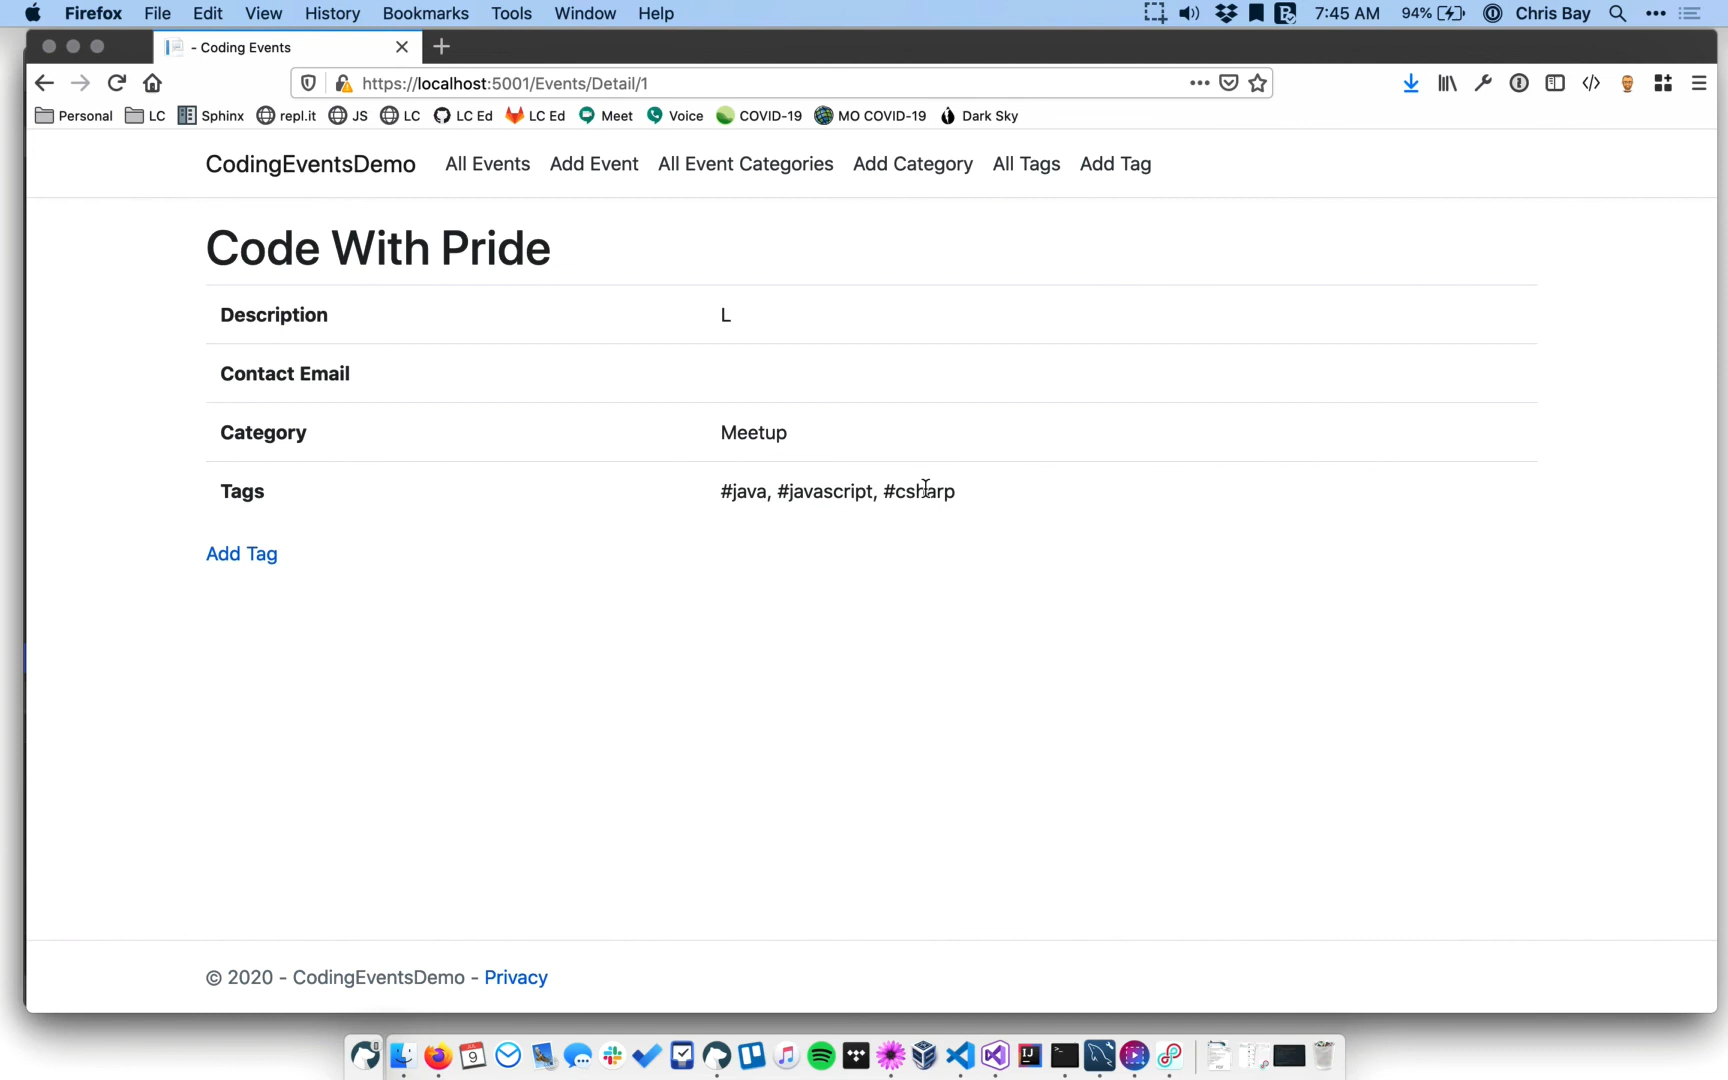 Firefox File Edit View History Bookmarks Tools Window Help 7:45 AM 94% Chris Bay
- Coding Events
https://localhost:5001/Events/Detail/1
Personal LC Sphinx repl.it JS LC LC Ed LC Ed Meet Voice COVID-19 MO COVID-19 Dark Sky
CodingEventsDemo All Events Add Event All Event Categories Add Category All Tags Add Tag
Code With Pride
Description L
Contact Email
Category Meetup
Tags #java, #javascript, #csharp
Add Tag
© 2020 - CodingEventsDemo - Privacy